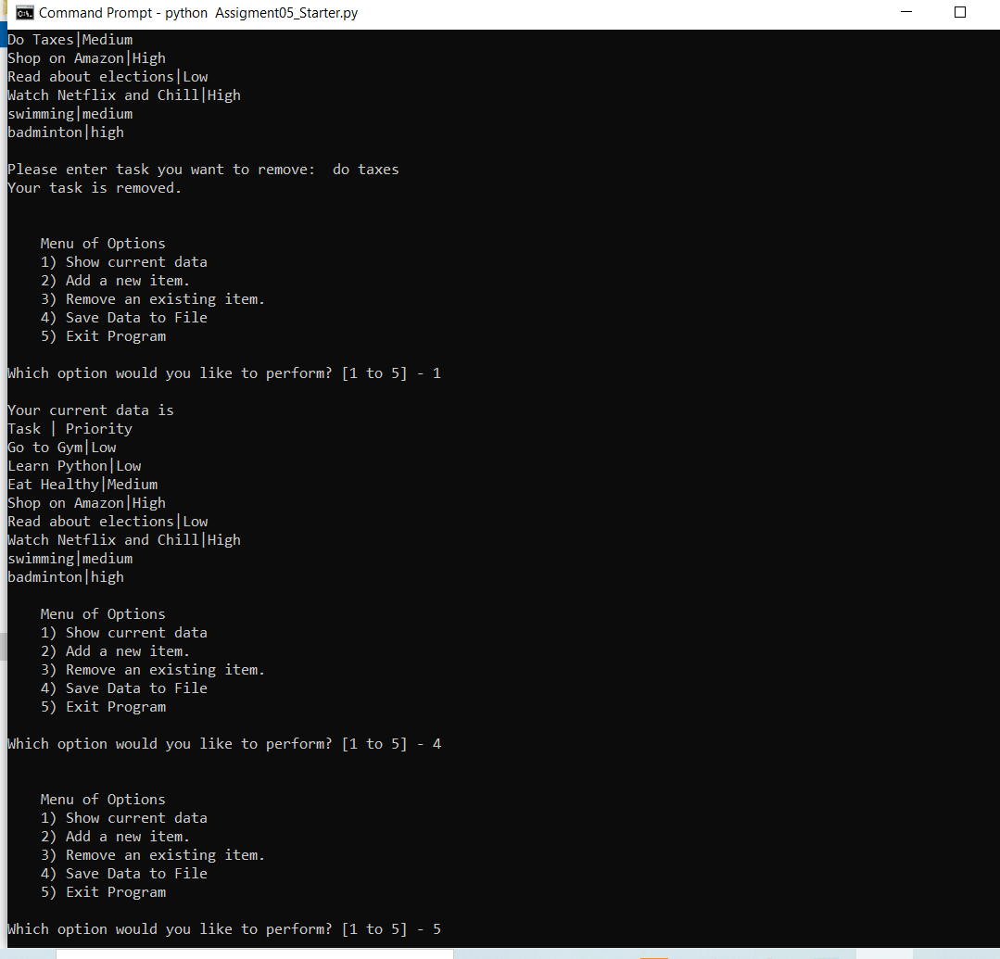 Command Prompt - python  Assigment05_Starter.py
Do Taxes|Medium
Shop on Amazon|High
Read about elections|Low
Watch Netflix and Chill|High
swimming|medium
badminton|high
Please enter task you want to remove:  do taxes
Your task is removed.
Menu of Options
1) Show current data
2) Add a new item.
3) Remove an existing item.
4) Save Data to File
5) Exit Program
Which option would you like to perform? [1 to 5] - 1
Your current data is
Task | Priority
Go to Gym|Low
Learn Python|Low
Eat Healthy|Medium
Shop on Amazon|High
Read about elections|Low
Watch Netflix and Chill|High
swimming|medium
badminton|high
Menu of Options
1) Show current data
2) Add a new item.
3) Remove an existing item.
4) Save Data to File
5) Exit Program
Which option would you like to perform? [1 to 5] - 4
Menu of Options
1) Show current data
2) Add a new item.
3) Remove an existing item.
4) Save Data to File
5) Exit Program
Which option would you like to perform? [1 to 5] - 5